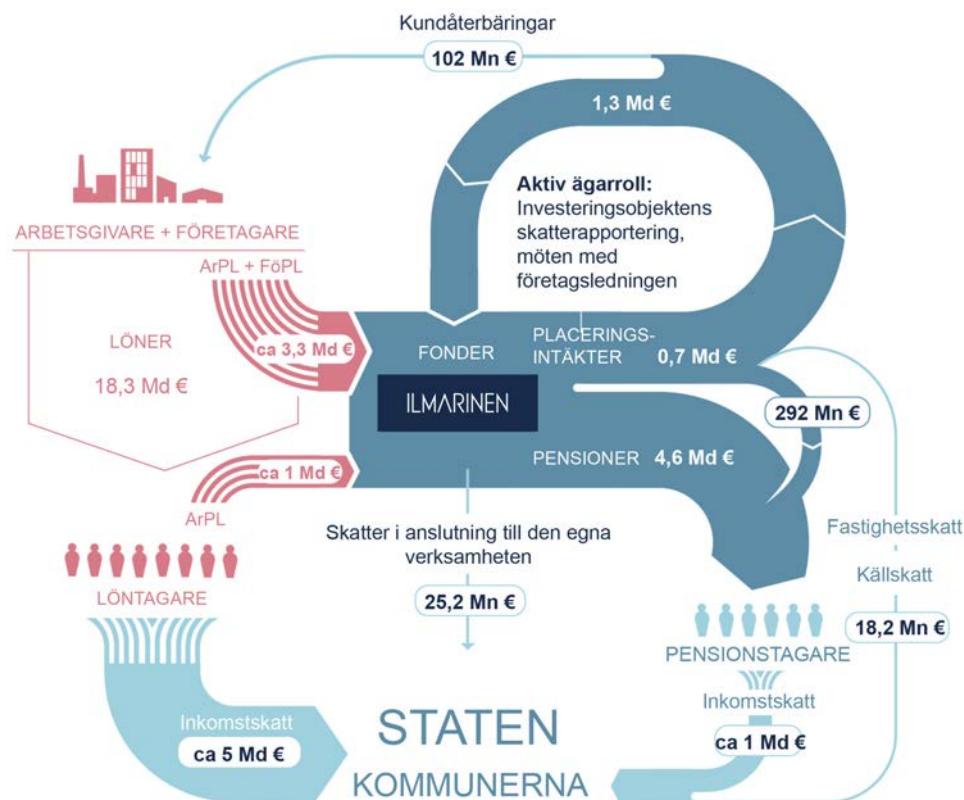 Kundåterbäringar
102 Mn €
1,3 Md €
Aktiv ägarroll:
Investeringsobjektens
skatterapportering,
möten med
företagsledningen
ARBETSGIVARE + FÖRETAGARE
ArPL + FöPL
LÖNER
18,3 Md €
ca 3,3 Md €
FONDER
PLACERINGS-
INTÄKTER
0,7 Md €
ILMARINEN
292 Mn €
PENSIONER 4,6 Md €
ca 1 Md €
ArPL
Skatter i anslutning till den egna
verksamheten
25,2 Mn €
Fastighetsskatt
Källskatt
18,2 Mn €
LÖNTAGARE
PENSIONSTAGARE
Inkomstskatt
ca 5 Md €
Inkomstskatt
ca 1 Md €
STATEN
KOMMUNERNA